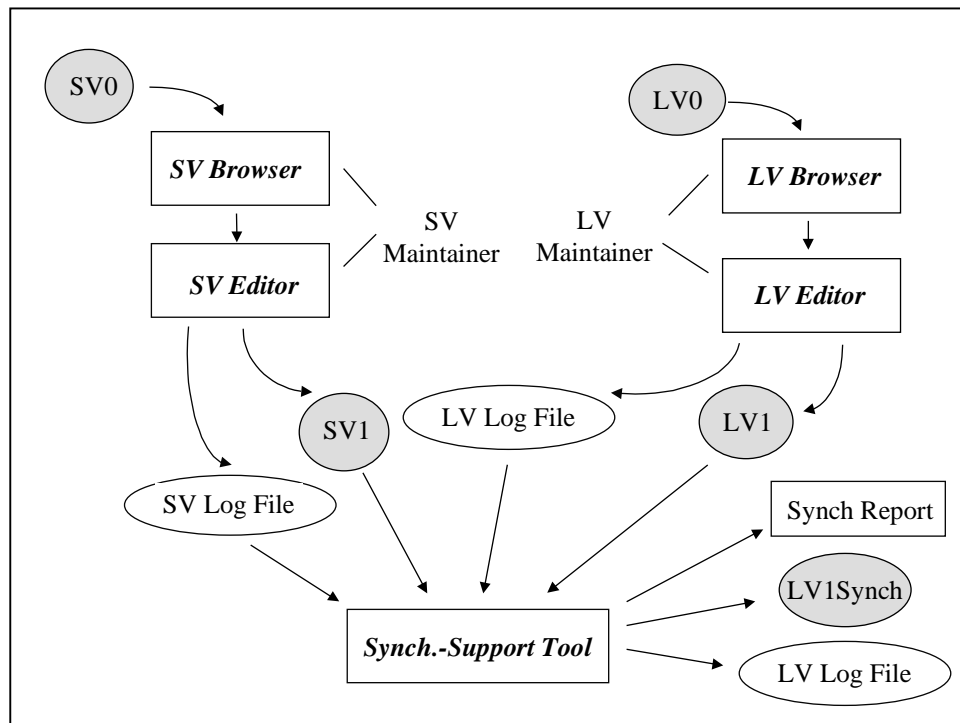 SV0
LV0
SV Browser
LV Browser
SV
Maintainer
LV
Maintainer
SV Editor
LV Editor
SV1
LV Log File
LV1
SV Log File
Synch Report
LV1Synch
Synch.-Support Tool
LV Log File